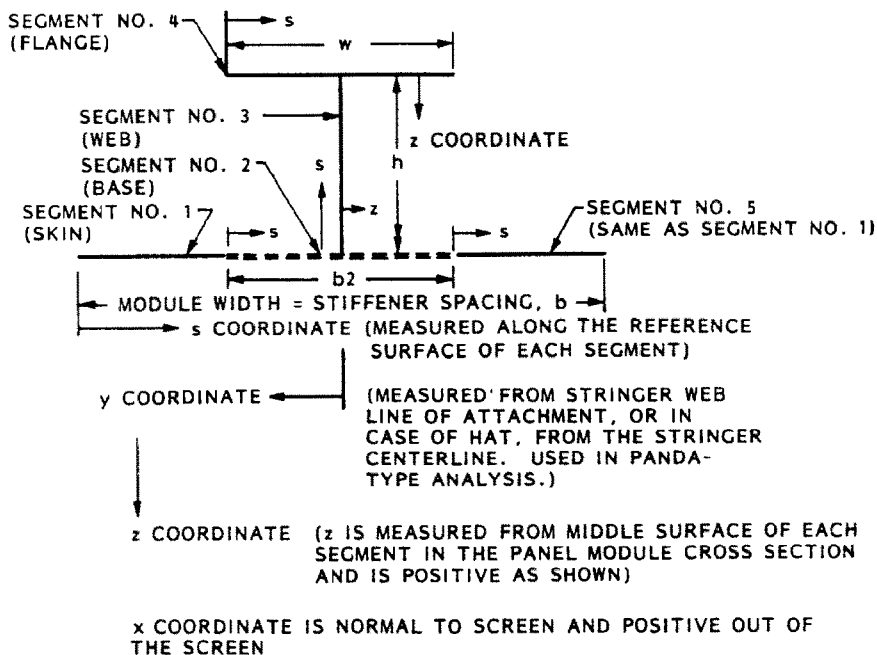 SEGMENT NO. 4
(FLANGE)
s
w
SEGMENT NO. 3
(WEB)
z COORDINATE
h
SEGMENT NO. 2
(BASE)
s
z
SEGMENT NO. 1
(SKIN)
s
s
SEGMENT NO. 5
(SAME AS SEGMENT NO. 1)
b2
MODULE WIDTH = STIFFENER SPACING, b
s COORDINATE (MEASURED ALONG THE REFERENCE
SURFACE OF EACH SEGMENT)
y COORDINATE
(MEASURED FROM STRINGER WEB
LINE OF ATTACHMENT, OR IN
CASE OF HAT, FROM THE STRINGER
CENTERLINE. USED IN PANDA-
TYPE ANALYSIS.)
z COORDINATE (z IS MEASURED FROM MIDDLE SURFACE OF EACH
SEGMENT IN THE PANEL MODULE CROSS SECTION
AND IS POSITIVE AS SHOWN)
x COORDINATE IS NORMAL TO SCREEN AND POSITIVE OUT OF
THE SCREEN